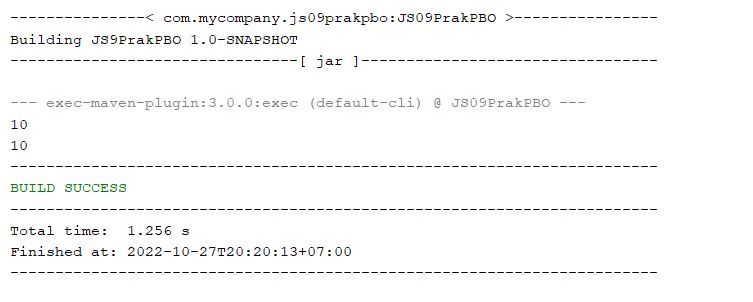 ---------------< com.mycompany.js09prakpbo:JS09PrakPBO >----------------
Building JS9PrakPBO 1.0-SNAPSHOT
--------------------------------[ jar ]---------------------------------
--- exec-maven-plugin:3.0.0:exec (default-cli) @ JS09PrakPBO ---
10
10
------------------------------------------------------------------------
BUILD SUCCESS
------------------------------------------------------------------------
Total time:  1.256 s
Finished at: 2022-10-27T20:20:13+07:00
------------------------------------------------------------------------